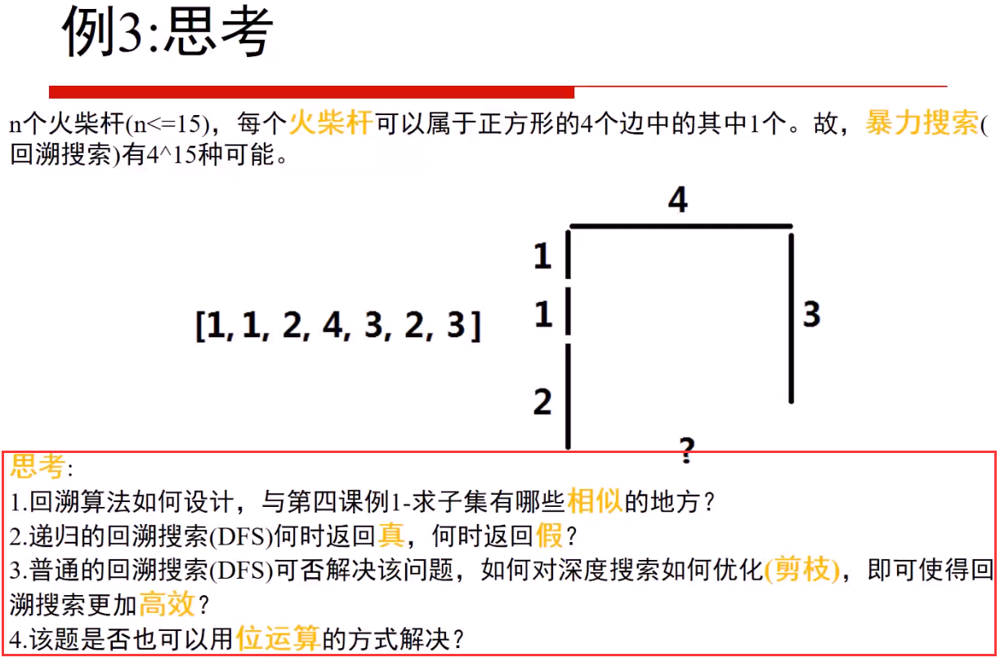 例3:思考
n个火柴杆(n<=15)，每个火柴杆可以属于正方形的4个边中的其中1个。故，暴力搜索(
回溯搜索)有4^15种可能。
4
1
1
3
[1, 1, 2, 4, 3, 2, 3]
2
?
思考:
1.回溯算法如何设计，与第四课例1-求子集有哪些相似的地方?
2.递归的回溯搜索(DFS)何时返回真，何时返回假?
3.普通的回溯搜索(DFS)可否解决该问题，如何对深度搜索如何优化(剪枝)，即可使得回
溯搜索更加高效?
4.该题是否也可以用位运算的方式解决?